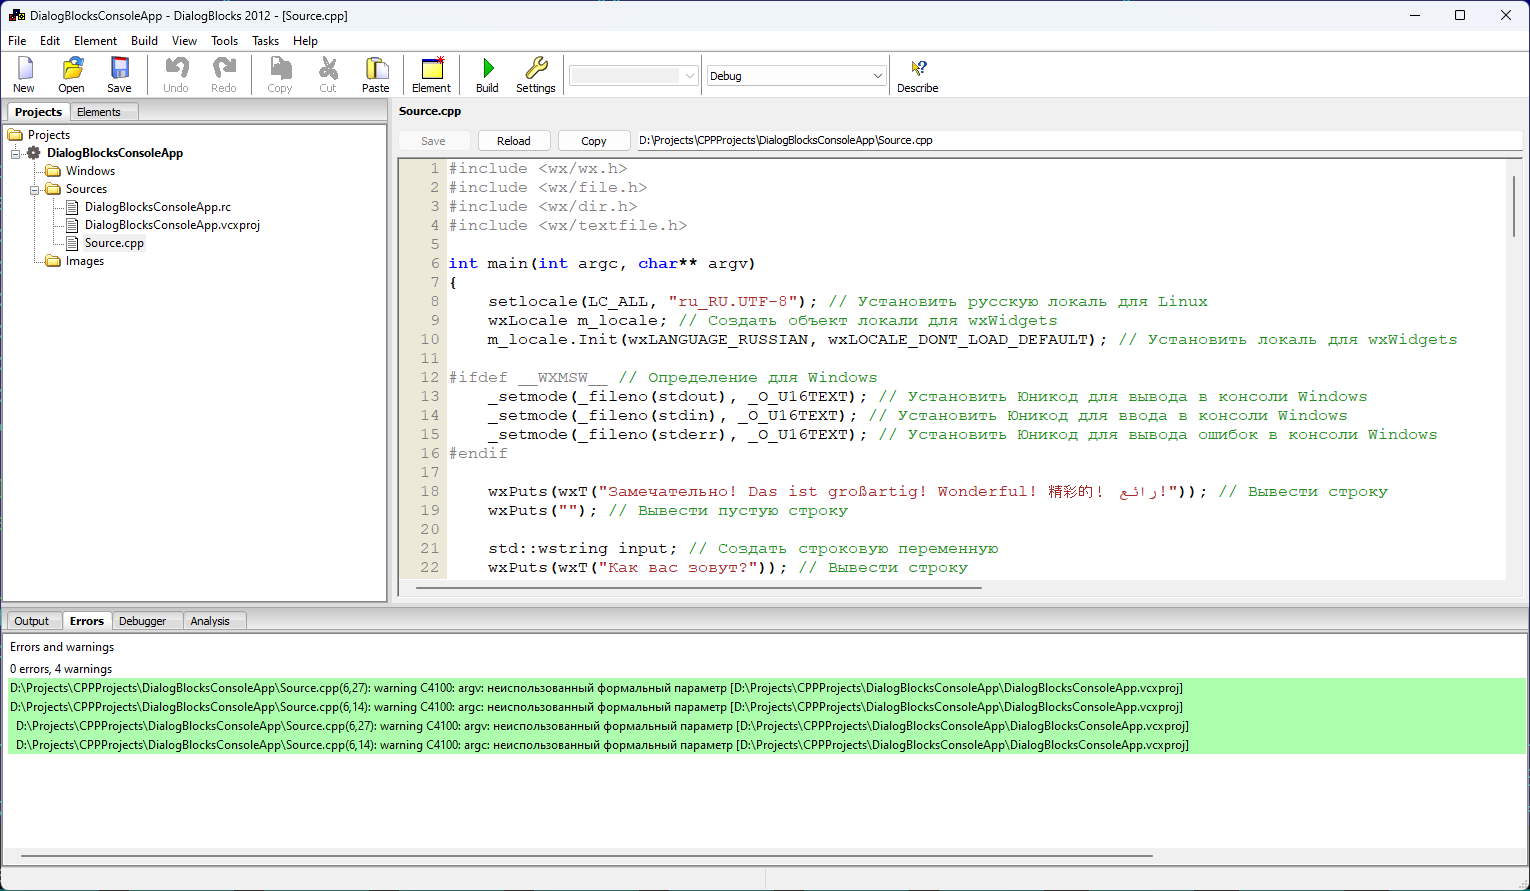 DialogBlocksConsoleApp - DialogBlocks 2012 - [Source.cpp]
File Edit Element Build View Tools Tasks Help
New Open Save Undo Redo Copy Cut Paste Element Build Settings Debug Describe
Projects Elements
Projects
DialogBlocksConsoleApp
Windows
Sources
DialogBlocksConsoleApp.rc
DialogBlocksConsoleApp.vcxproj
Source.cpp
Images
Source.cpp
Save Reload Copy D:\Projects\CPPProjects\DialogBlocksConsoleApp\Source.cpp
1 #include <wx/wx.h>
2 #include <wx/file.h>
3 #include <wx/dir.h>
4 #include <wx/textfile.h>
5
6 int main(int argc, char** argv)
7 {
8 setlocale(LC_ALL, "ru_RU.UTF-8"); // Установить русскую локаль для Linux
9 wxLocale m_locale; // Создать объект локали для wxWidgets
10 m_locale.Init(wxLANGUAGE_RUSSIAN, wxLOCALE_DONT_LOAD_DEFAULT); // Установить локаль для wxWidgets
11
12 #ifdef __WXMSW__ // Определение для Windows
13 _setmode(_fileno(stdout), _O_U16TEXT); // Установить Юникод для вывода в консоли Windows
14 _setmode(_fileno(stdin), _O_U16TEXT); // Установить Юникод для ввода в консоли Windows
15 _setmode(_fileno(stderr), _O_U16TEXT); // Установить Юникод для вывода ошибок в консоли Windows
16 #endif
17
18 wxPuts(wxT("Замечательно! Das ist großartig! Wonderful! 精彩的! رائع!")); // Вывести строку
19 wxPuts(""); // Вывести пустую строку
20
21 std::wstring input; // Создать строковую переменную
22 wxPuts(wxT("Как вас зовут?")); // Вывести строку
Output Errors Debugger Analysis
Errors and warnings
0 errors, 4 warnings
D:\Projects\CPPProjects\DialogBlocksConsoleApp\Source.cpp(6,27): warning C4100: argv: неиспользованный формальный параметр [D:\Projects\CPPProjects\DialogBlocksConsoleApp\DialogBlocksConsoleApp.vcxproj]
D:\Projects\CPPProjects\DialogBlocksConsoleApp\Source.cpp(6,14): warning C4100: argc: неиспользованный формальный параметр [D:\Projects\CPPProjects\DialogBlocksConsoleApp\DialogBlocksConsoleApp.vcxproj]
D:\Projects\CPPProjects\DialogBlocksConsoleApp\Source.cpp(6,27): warning C4100: argv: неиспользованный формальный параметр [D:\Projects\CPPProjects\DialogBlocksConsoleApp\DialogBlocksConsoleApp.vcxproj]
D:\Projects\CPPProjects\DialogBlocksConsoleApp\Source.cpp(6,14): warning C4100: argc: неиспользованный формальный параметр [D:\Projects\CPPProjects\DialogBlocksConsoleApp\DialogBlocksConsoleApp.vcxproj]